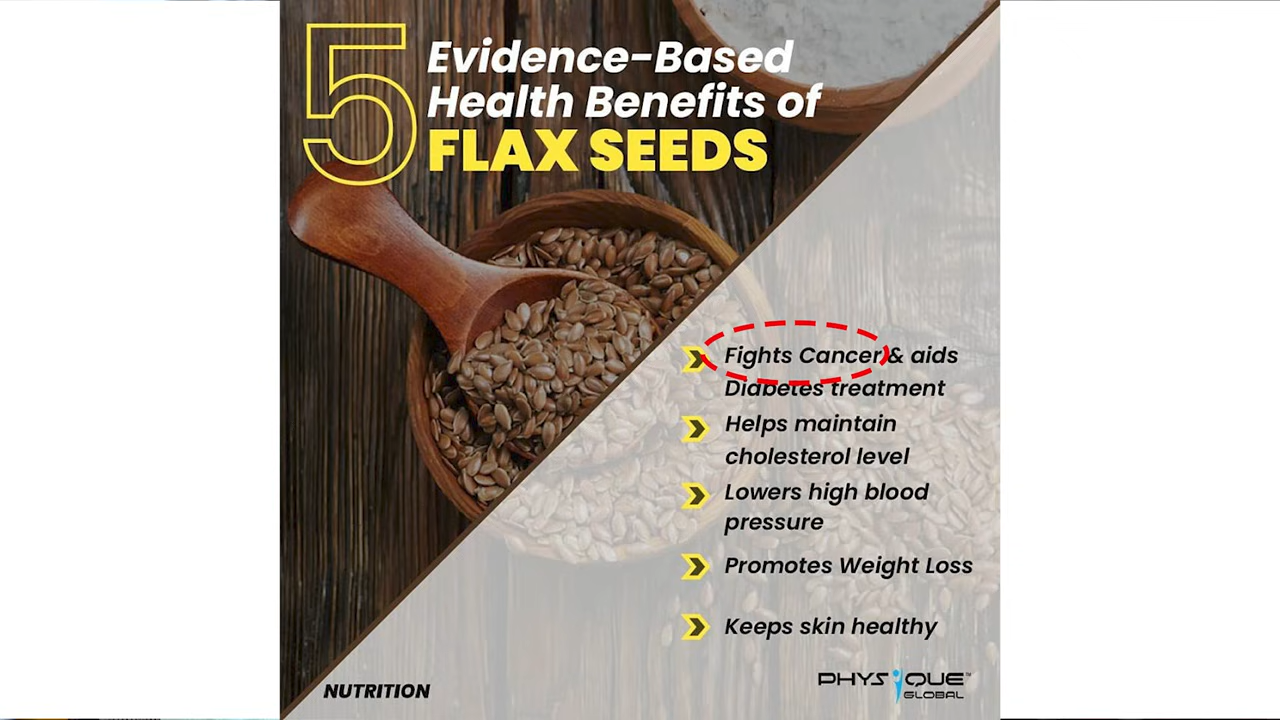 5 Evidence-Based
Health Benefits of
FLAX SEEDS
Fights Cancer & aids
Diabetes treatment
Helps maintain
cholesterol level
Lowers high blood
pressure
Promotes Weight Loss
Keeps skin healthy
NUTRITION
PHYSIQUE™
GLOBAL